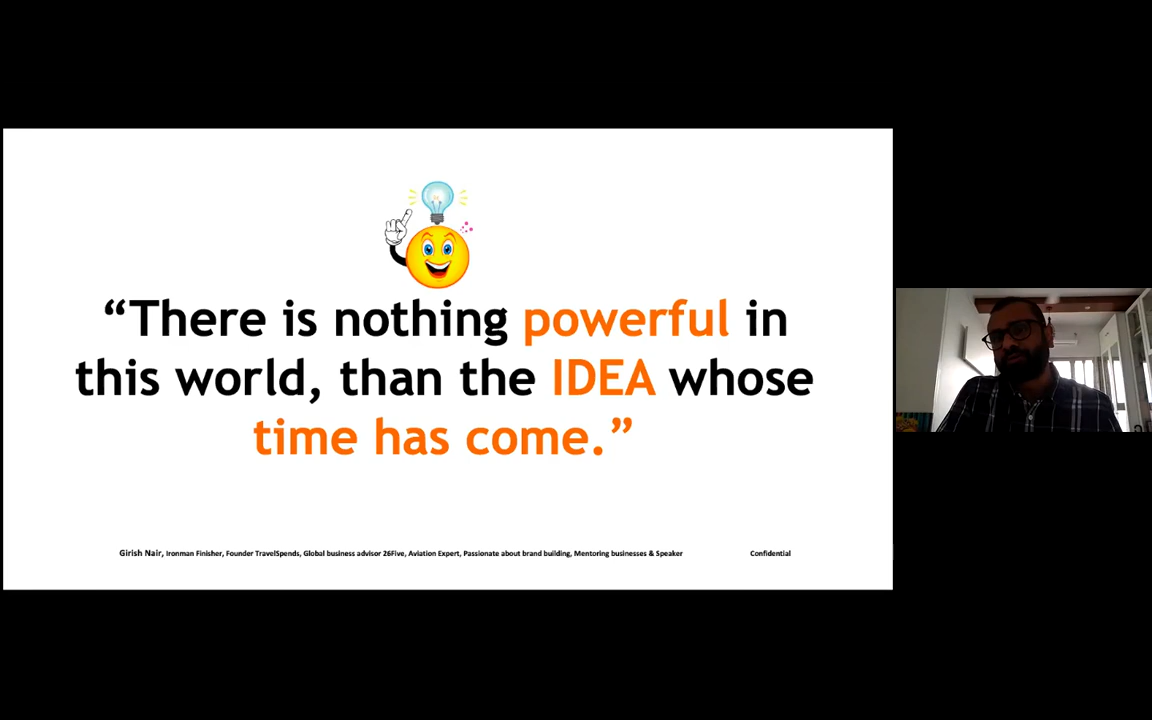 “There is nothing powerful in
this world, than the IDEA whose
time has come.”
Girish Nair, Ironman Finisher, Founder TravelSpends, Global business advisor 26Five, Aviation Expert, Passionate about brand building, Mentoring businesses & Speaker Confidential